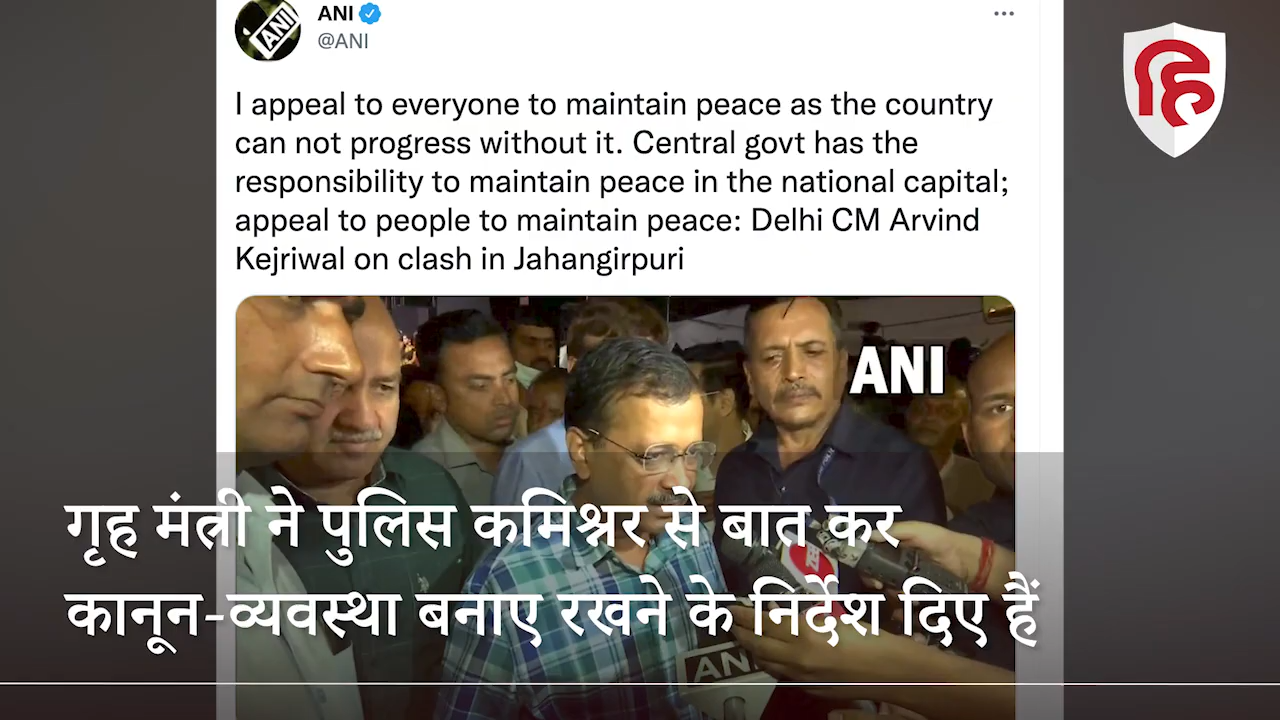 ANI
ANI
@ANI
I appeal to everyone to maintain peace as the country
can not progress without it. Central govt has the
responsibility to maintain peace in the national capital;
appeal to people to maintain peace: Delhi CM Arvind
Kejriwal on clash in Jahangirpuri
हि
ANI
गृह मंत्री ने पुलिस कमिश्नर से बात कर
कानून-व्यवस्था बनाए रखने के निर्देश दिए हैं
ANI